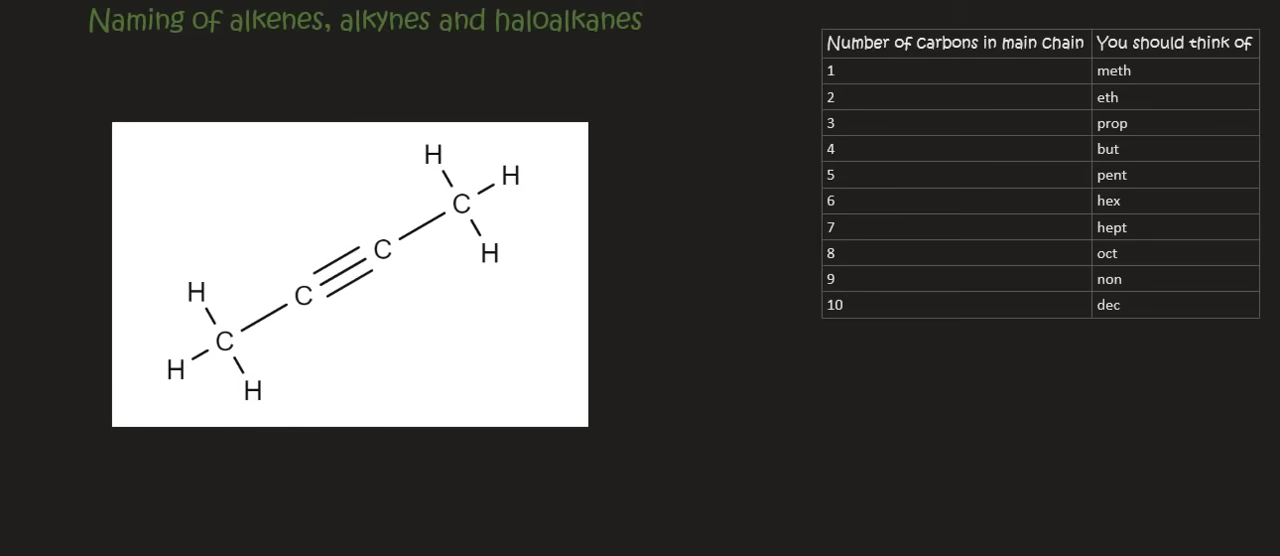 Naming of alkenes, alkynes and haloalkanes
Number of carbons in main chain You should think of
1 meth
2 eth
3 prop
4 but
5 pent
6 hex
7 hept
8 oct
9 non
10 dec
H
H
C
H
C
C
H
C
H
H